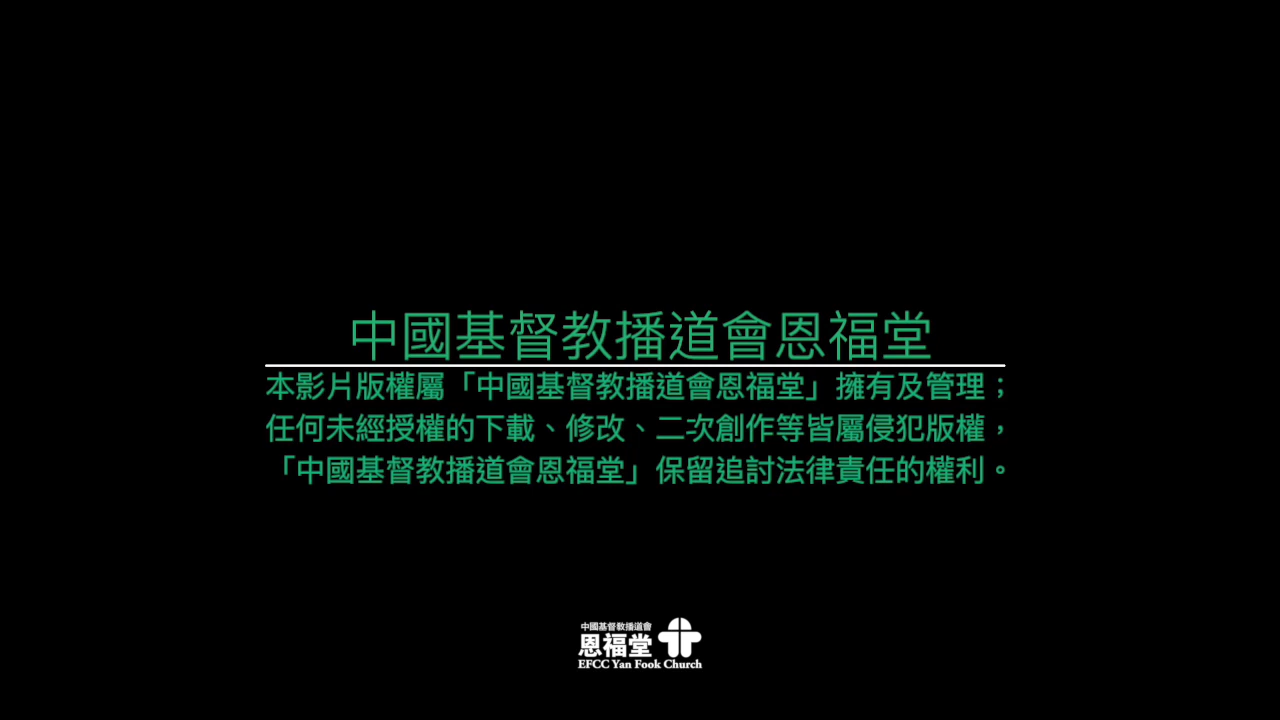 中國基督教播道會恩福堂
本影片版權屬「中國基督教播道會恩福堂」擁有及管理；
任何未經授權的下載、修改、二次創作等皆屬侵犯版權，
「中國基督教播道會恩福堂」保留追討法律責任的權利。
中國基督教播道會
恩福堂
EFCC Yan Fook Church